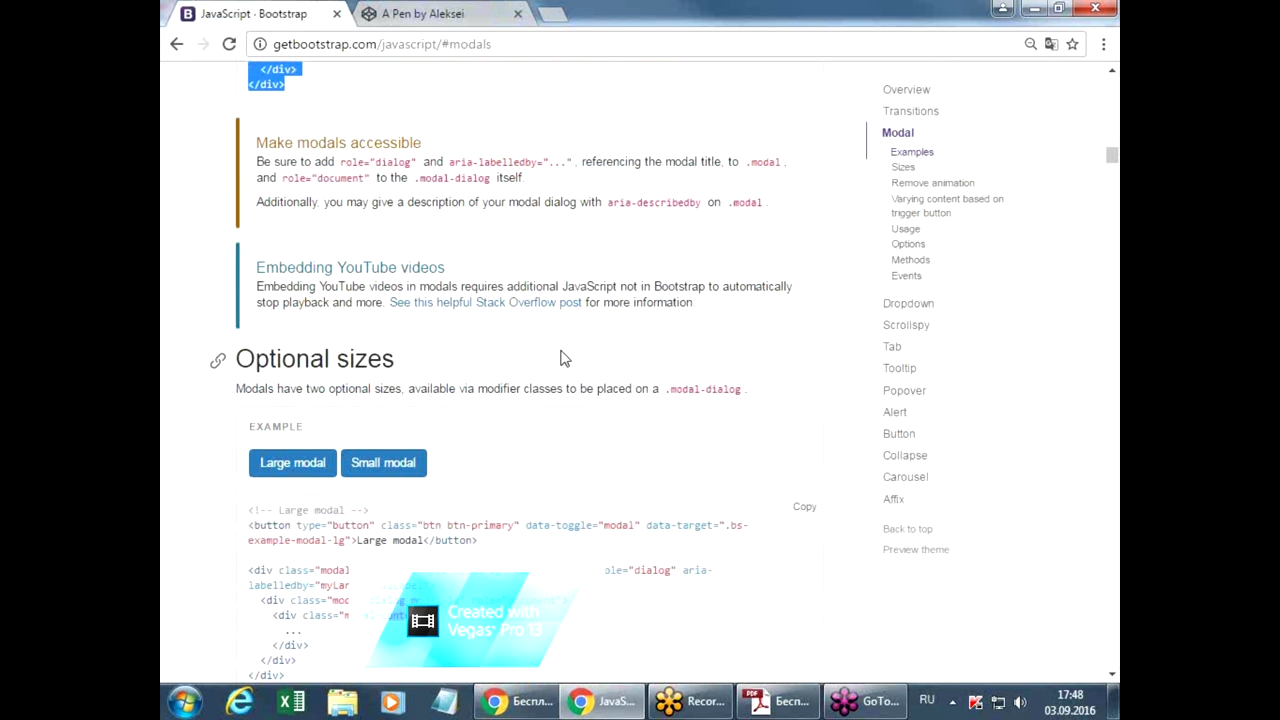 JavaScript · Bootstrap
A Pen by Aleksei
getbootstrap.com/javascript/#modals
</div>
</div>
Make modals accessible
Be sure to add role="dialog" and aria-labelledby="...", referencing the modal title, to .modal,
and role="document" to the .modal-dialog itself.
Additionally, you may give a description of your modal dialog with aria-describedby on .modal.
Embedding YouTube videos
Embedding YouTube videos in modals requires additional JavaScript not in Bootstrap to automatically
stop playback and more. See this helpful Stack Overflow post for more information
Optional sizes
Modals have two optional sizes, available via modifier classes to be placed on a .modal-dialog.
EXAMPLE
Large modal
Small modal
Copy
<!-- Large modal -->
<button type="button" class="btn btn-primary" data-toggle="modal" data-target=".bs-
example-modal-lg">Large modal</button>
<div class="modal ole="dialog" aria-
labelledby="myLar
<div class="moc
<div class="m
...
</div>
</div>
</div>
Created with
Vegas Pro 13
Overview
Transitions
Modal
Examples
Sizes
Remove animation
Varying content based on
trigger button
Usage
Options
Methods
Events
Dropdown
Scrollspy
Tab
Tooltip
Popover
Alert
Button
Collapse
Carousel
Affix
Back to top
Preview theme
Беспл...
JavaS...
Recor...
PDF
Бесп...
GoTo...
RU
17:48
03.09.2016